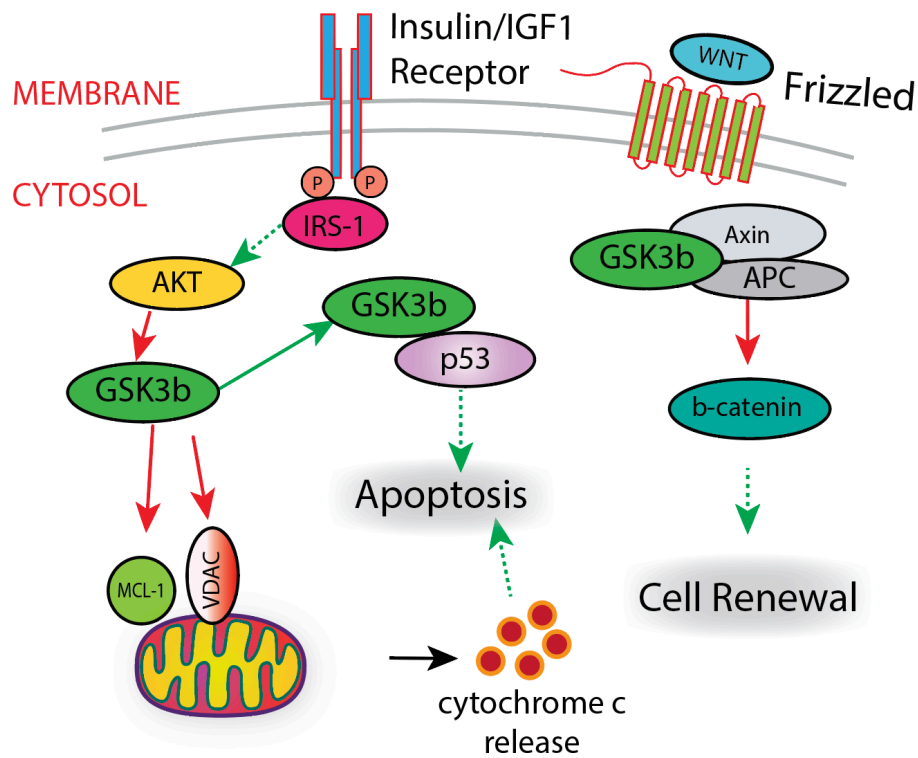 Insulin/IGF1
Receptor
WNT
Frizzled
MEMBRANE
CYTOSOL
P
P
IRS-1
AKT
GSK3b
GSK3b
p53
GSK3b
Axin
APC
b-catenin
Apoptosis
Cell Renewal
MCL-1
VDAC
cytochrome c
release